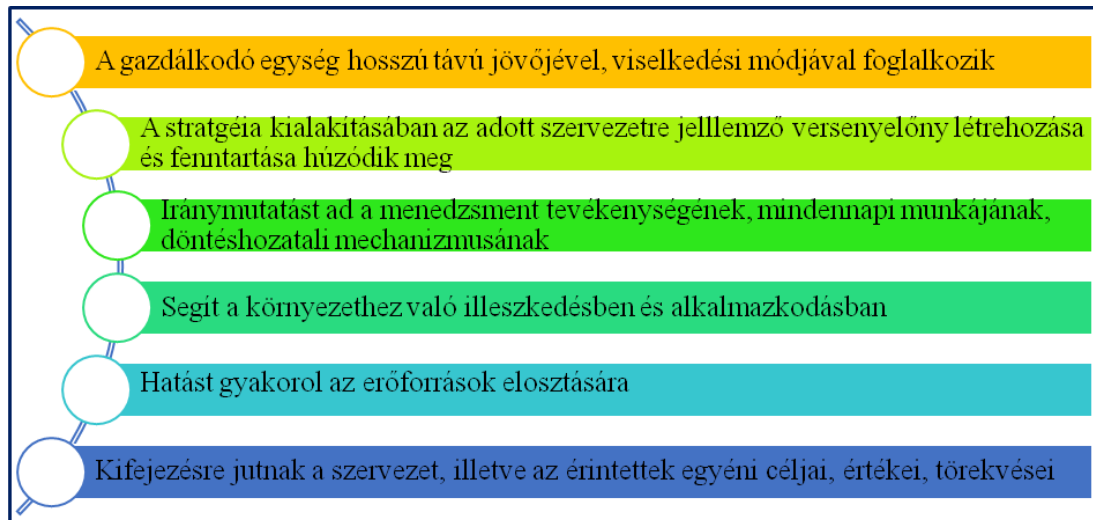 A gazdálkodó egység hosszú távú jövőjével, viselkedési módjával foglalkozik
A stratgéia kialakításában az adott szervezetre jelllemző versenyelőny létrehozása
és fenntartása húzódik meg
Iránymutatást ad a menedzsment tevékenységének, mindennapi munkájának,
döntéshozatali mechanizmusának
Segít a környezethez való illeszkedésben és alkalmazkodásban
Hatást gyakorol az erőforrások elosztására
Kifejezésre jutnak a szervezet, illetve az érintettek egyéni céljai, értékei, törekvései